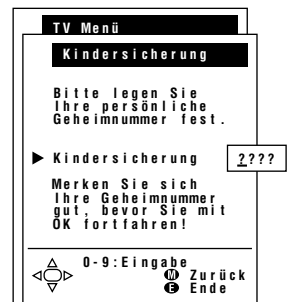 TV Menü
Kindersicherung
Bitte legen Sie
Ihre persönliche
Geheimnummer fest.
Kindersicherung ????
Merken Sie sich
Ihre Geheimnummer
gut, bevor Sie mit
OK fortfahren!
0-9:Eingabe
M Zurück
E Ende